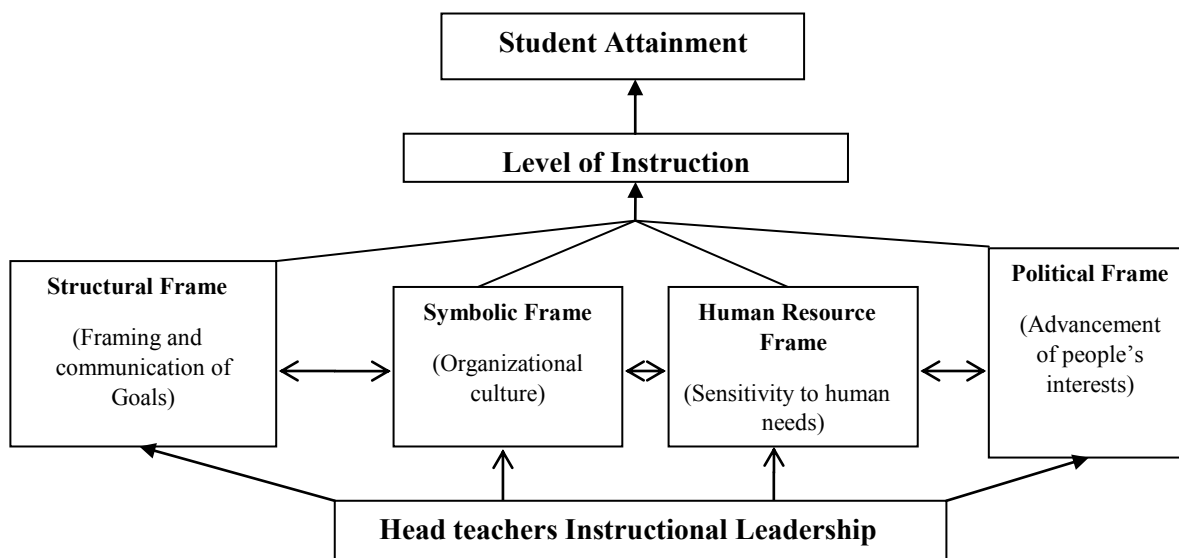 Student Attainment
Level of Instruction
Structural Frame
(Framing and
communication of
Goals)
Symbolic Frame
(Organizational
culture)
Human Resource
Frame
(Sensitivity to human
needs)
Political Frame
(Advancement
of people’s
interests)
Head teachers Instructional Leadership